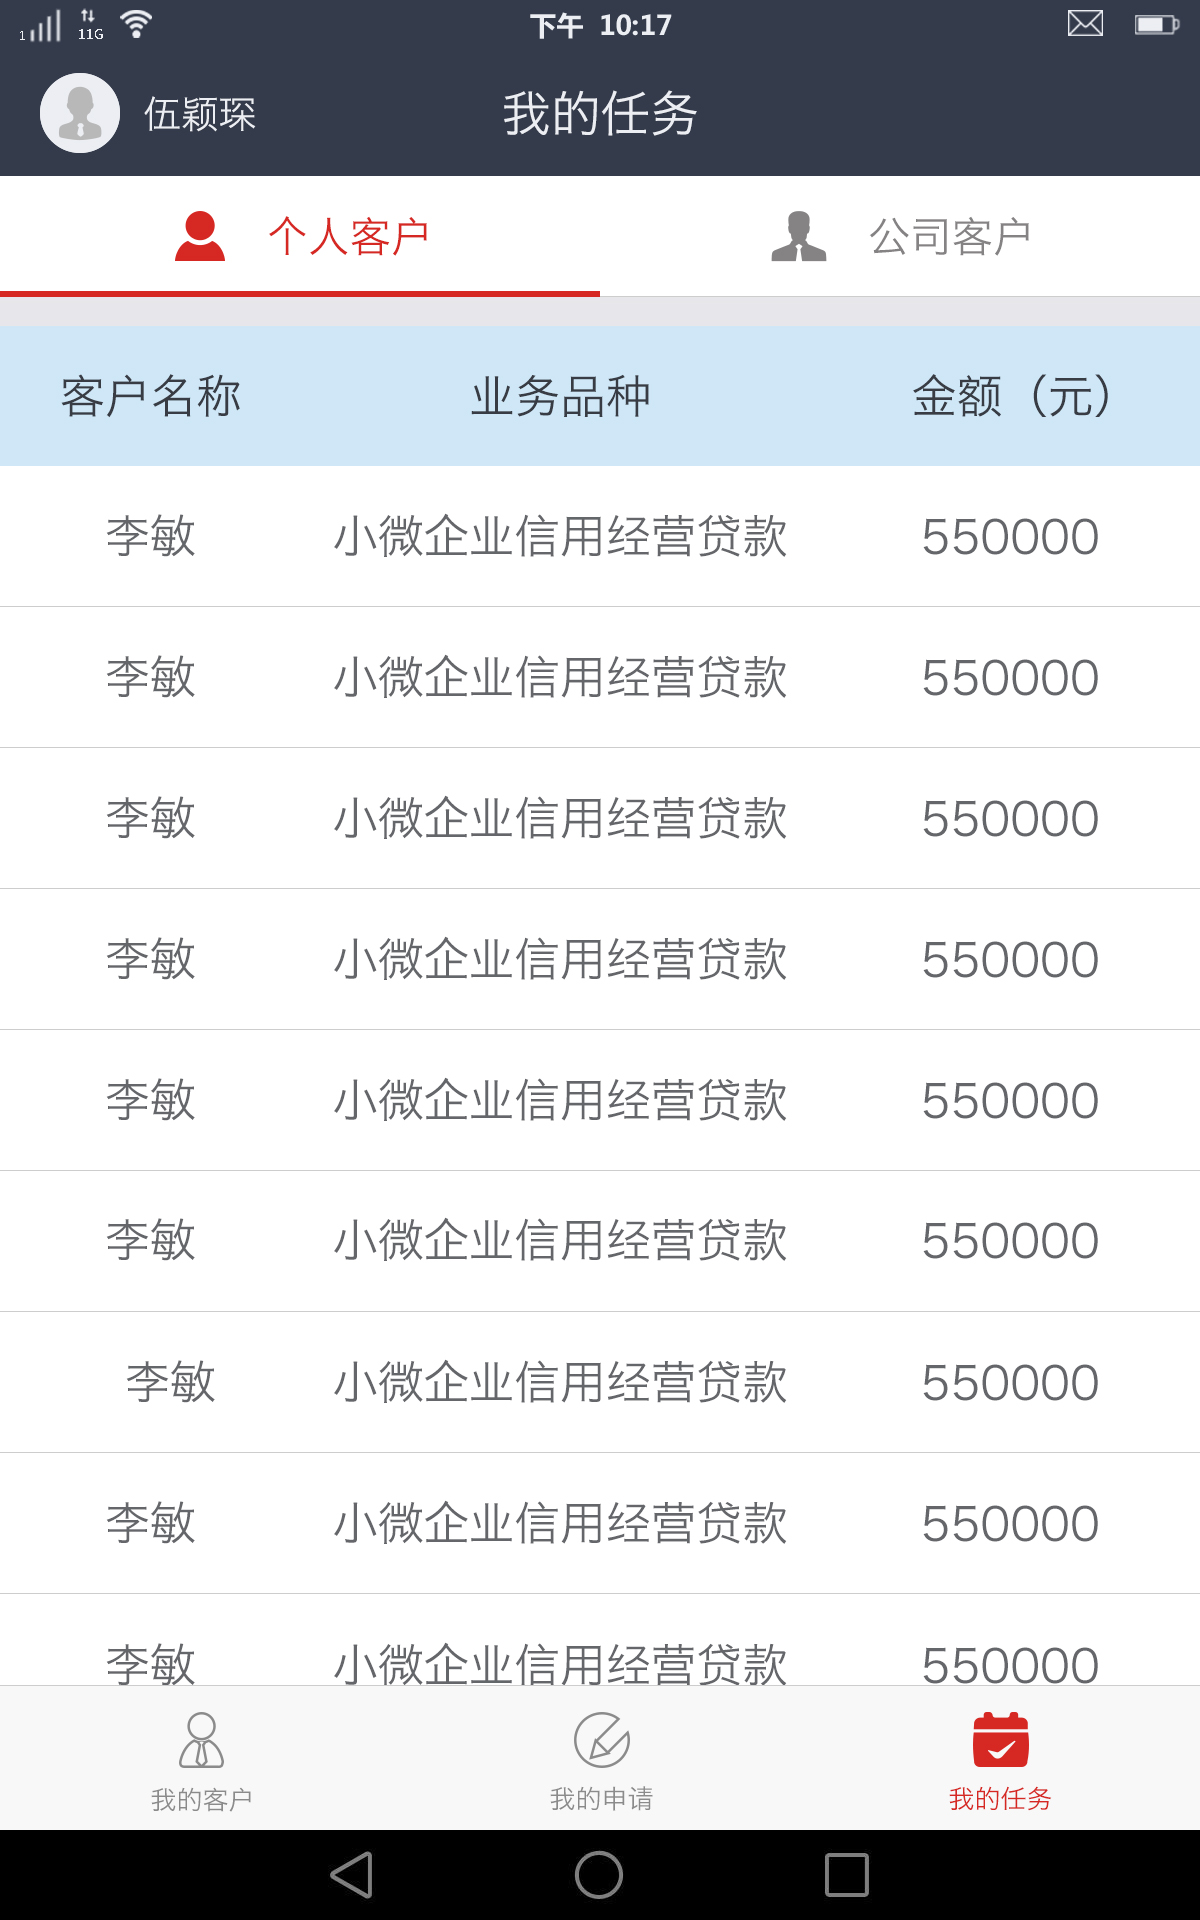 1 11G 下午 10:17
伍颖琛 我的任务
个人客户 公司客户
客户名称 业务品种 金额（元）
李敏 小微企业信用经营贷款 550000
李敏 小微企业信用经营贷款 550000
李敏 小微企业信用经营贷款 550000
李敏 小微企业信用经营贷款 550000
李敏 小微企业信用经营贷款 550000
李敏 小微企业信用经营贷款 550000
李敏 小微企业信用经营贷款 550000
李敏 小微企业信用经营贷款 550000
李敏 小微企业信用经营贷款 550000
我的客户 我的申请 我的任务